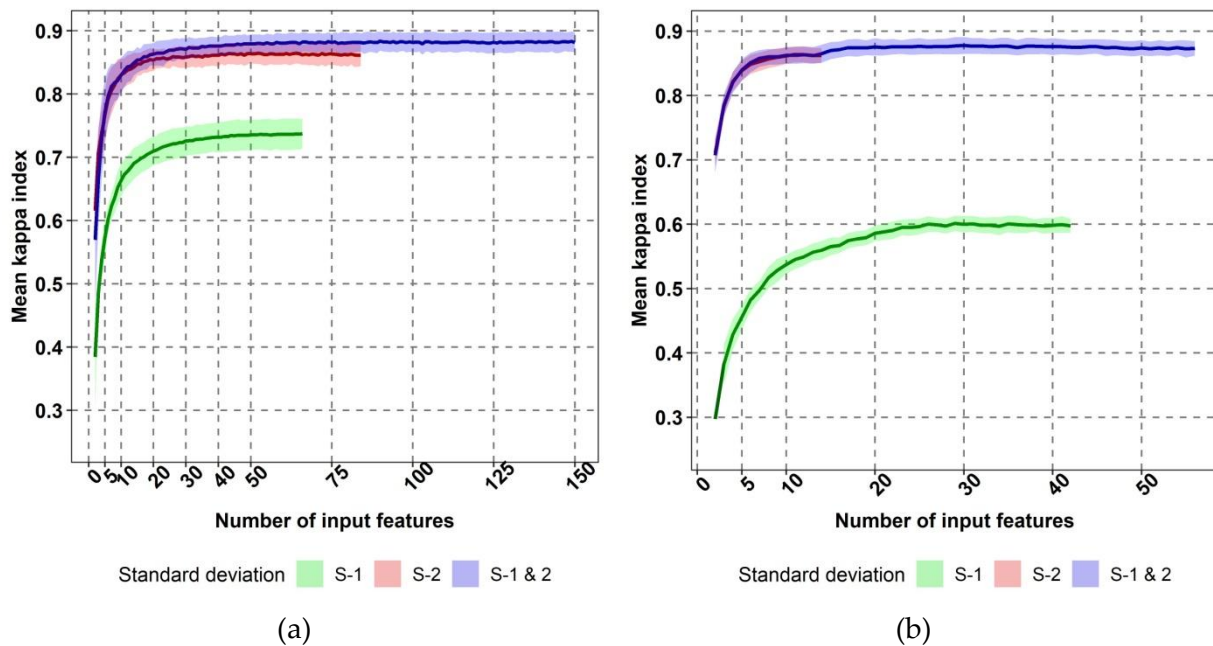 0.9
0.8
0.7
0.6
0.5
0.4
0.3
Mean kappa index
0 5 10 20 30 40 50 75 100 125 150
Number of input features
Standard deviation S-1 S-2 S-1 & 2
(a)
0.9
0.8
0.7
0.6
0.5
0.4
0.3
Mean kappa index
0 5 10 20 30 40 50
Number of input features
Standard deviation S-1 S-2 S-1 & 2
(b)